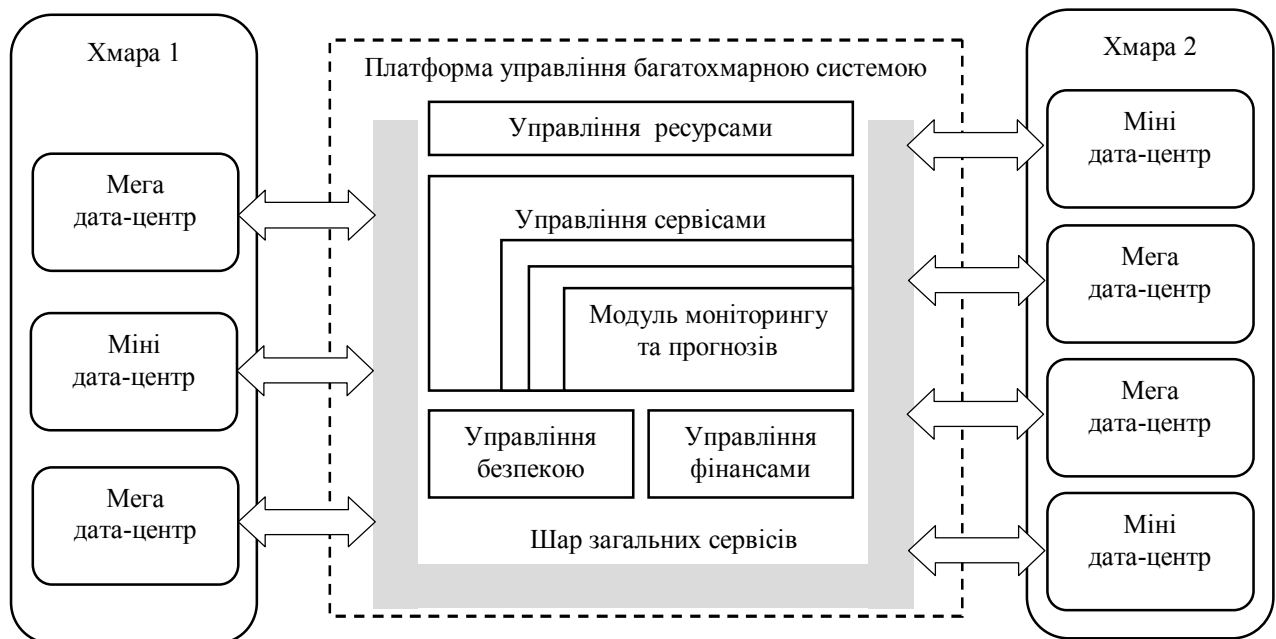 Хмара 1
Мега
дата-центр
Міні
дата-центр
Мега
дата-центр
Платформа управління багатохмарною системою
Управління ресурсами
Управління сервісами
Модуль моніторингу
та прогнозів
Управління
безпекою
Управління
фінансами
Шар загальних сервісів
Хмара 2
Міні
дата-центр
Мега
дата-центр
Мега
дата-центр
Міні
дата-центр